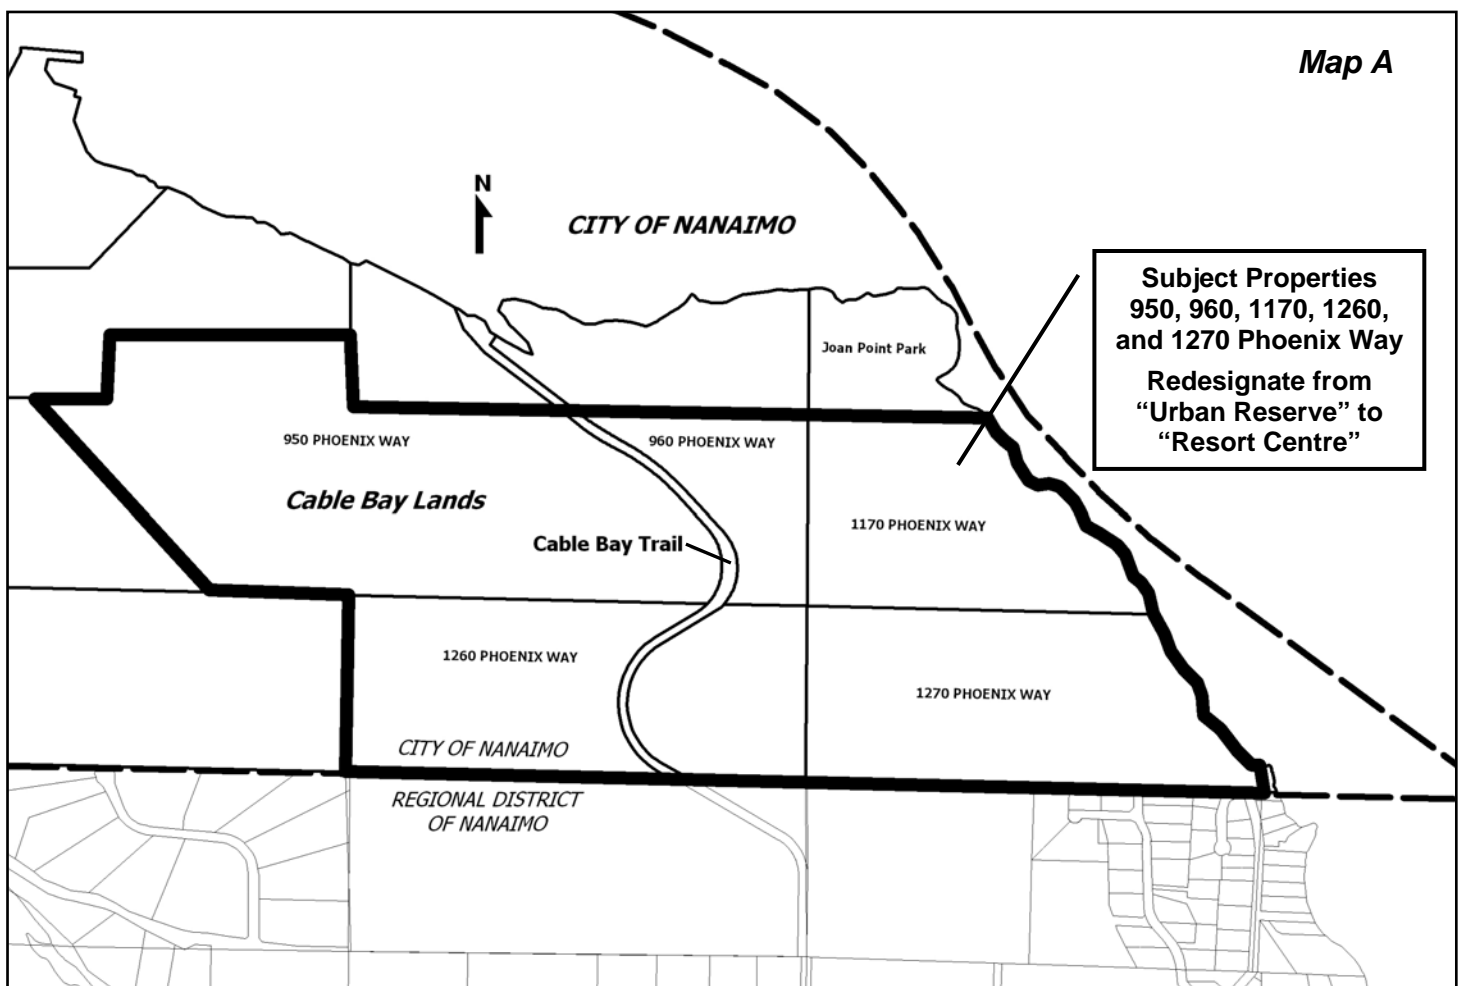 Map A
N
CITY OF NANAIMO
Subject Properties
950, 960, 1170, 1260,
and 1270 Phoenix Way
Redesignate from
“Urban Reserve” to
“Resort Centre”
Joan Point Park
950 PHOENIX WAY
960 PHOENIX WAY
Cable Bay Lands
1170 PHOENIX WAY
Cable Bay Trail
1260 PHOENIX WAY
1270 PHOENIX WAY
CITY OF NANAIMO
REGIONAL DISTRICT
OF NANAIMO